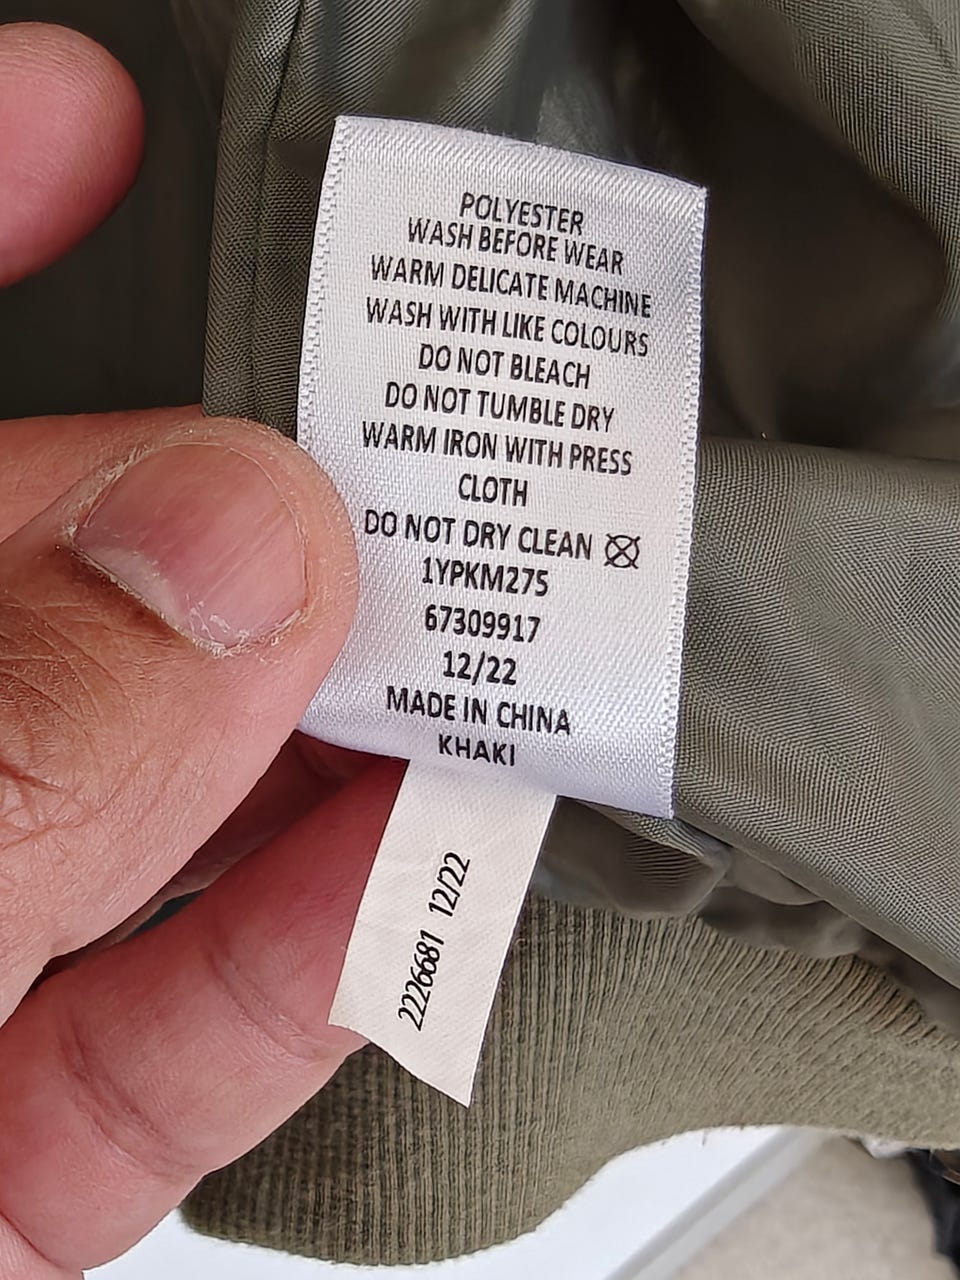 POLYESTER
WASH BEFORE WEAR
WARM DELICATE MACHINE
WASH WITH LIKE COLOURS
DO NOT BLEACH
DO NOT TUMBLE DRY
WARM IRON WITH PRESS
CLOTH
DO NOT DRY CLEAN
1YPKM275
67309917
12/22
MADE IN CHINA
KHAKI
2226681 12/22